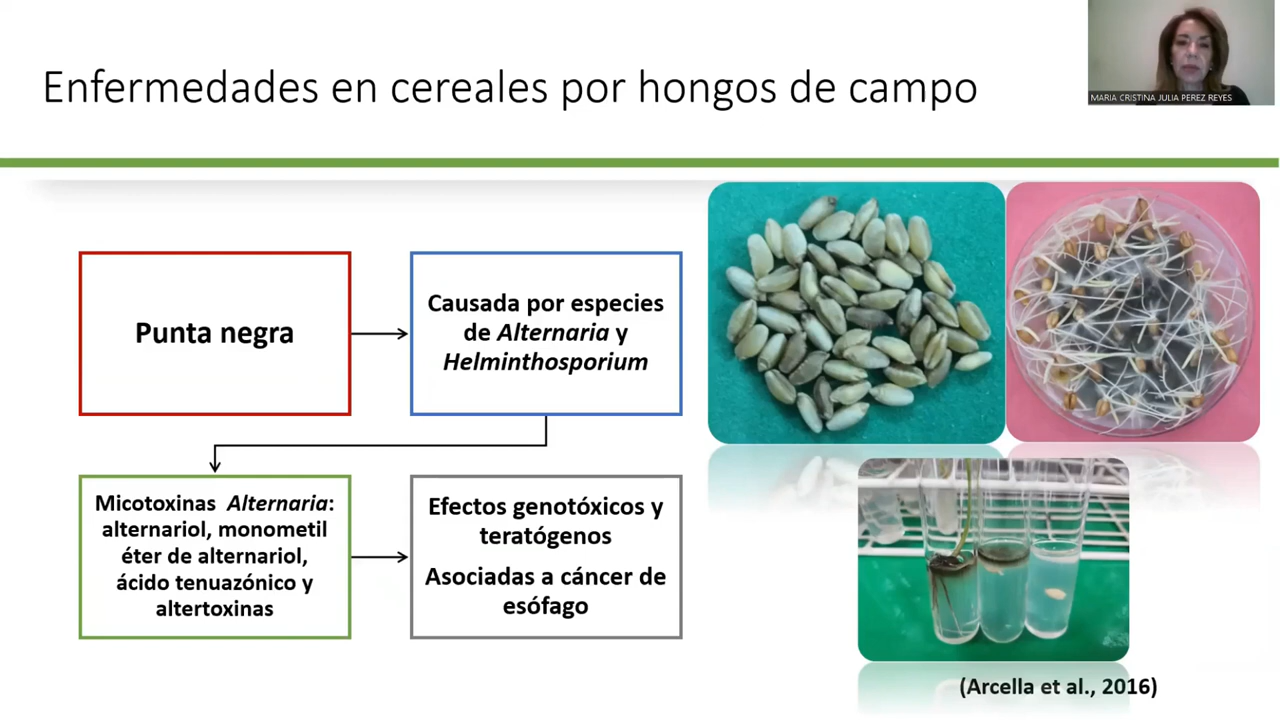 Enfermedades en cereales por hongos de campo
MARIA CRISTINA JULIA PEREZ REYES
Punta negra
Causada por especies
de Alternaria y
Helminthosporium
Micotoxinas Alternaria:
alternariol, monometil
éter de alternariol,
ácido tenuazónico y
altertoxinas
Efectos genotóxicos y
teratógenos
Asociadas a cáncer de
esófago
(Arcella et al., 2016)